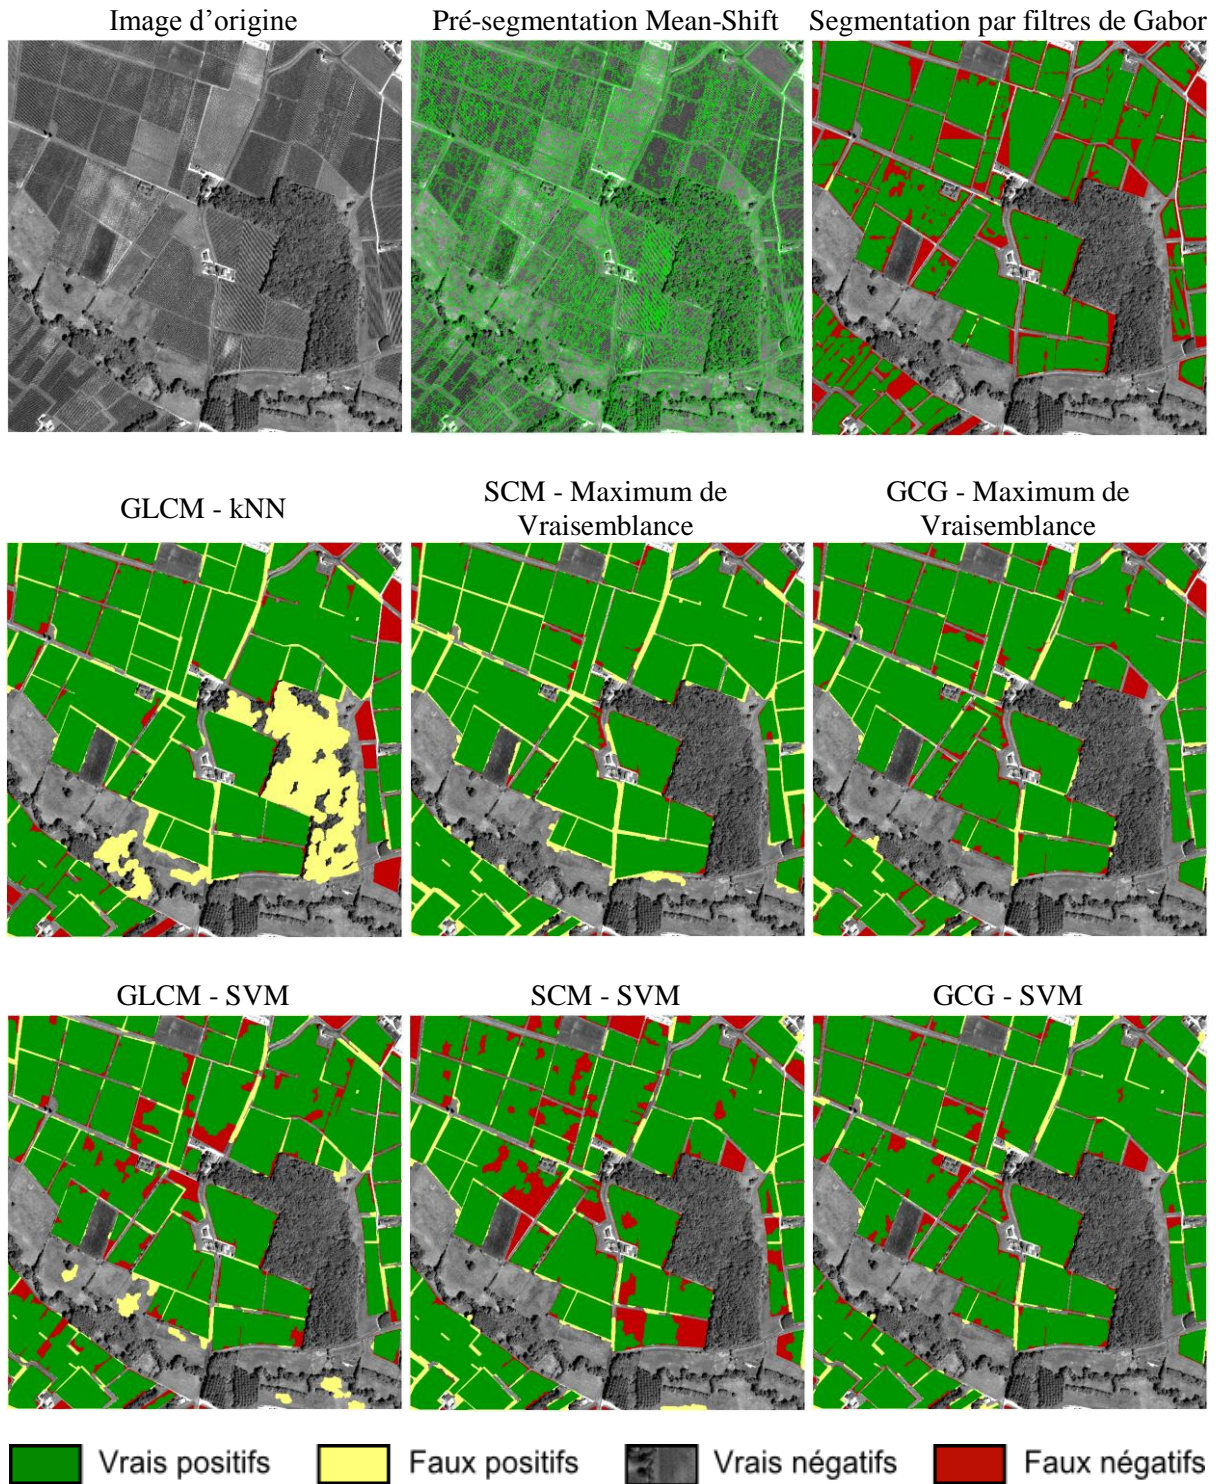 Image d’origine
Pré-segmentation Mean-Shift
Segmentation par filtres de Gabor
GLCM - kNN
SCM - Maximum de
Vraisemblance
GCG - Maximum de
Vraisemblance
GLCM - SVM
SCM - SVM
GCG - SVM
Vrais positifs
Faux positifs
Vrais négatifs
Faux négatifs